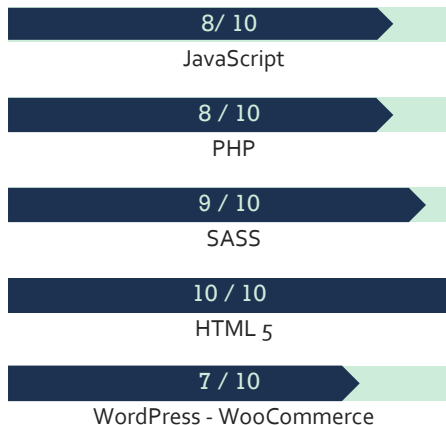 8/ 10
JavaScript
8 / 10
PHP
9 / 10
SASS
10 / 10
HTML 5
7 / 10
WordPress - WooCommerce